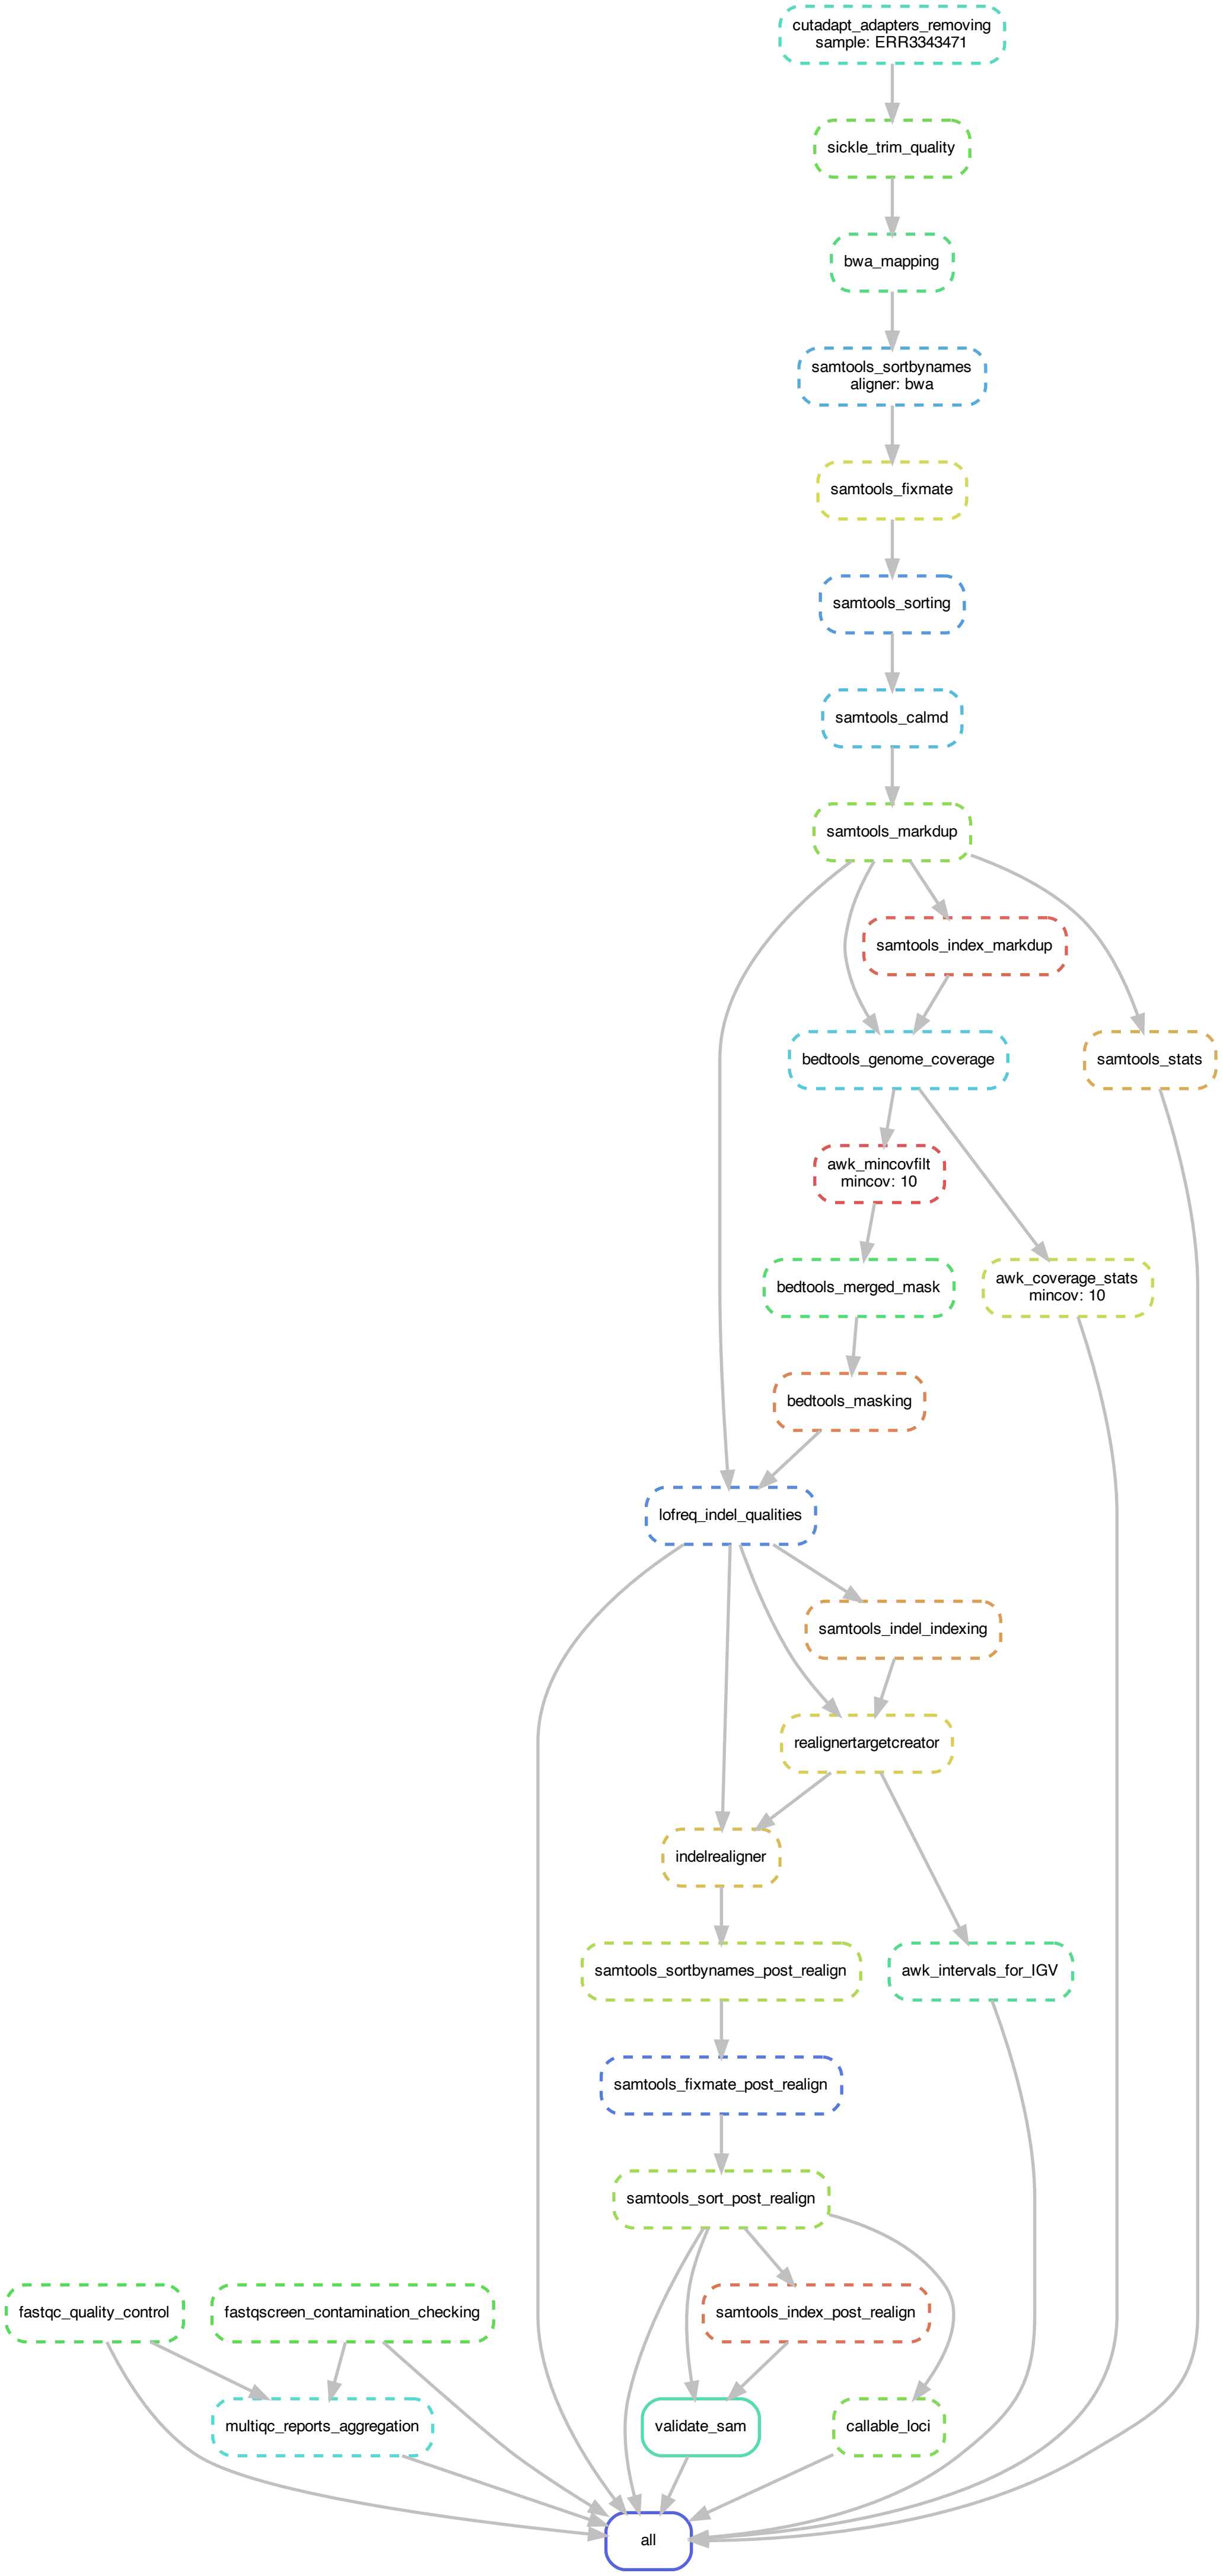 cutadapt_adapters_removing
sample: ERR3343471
sickle_trim_quality
bwa_mapping
samtools_sortbynames
aligner: bwa
samtools_fixmate
samtools_sorting
samtools_calmd
samtools_markdup
samtools_index_markdup
bedtools_genome_coverage
samtools_stats
awk_mincovfilt
mincov: 10
bedtools_merged_mask
awk_coverage_stats
mincov: 10
bedtools_masking
lofreq_indel_qualities
samtools_indel_indexing
realignertargetcreator
indelrealigner
samtools_sortbynames_post_realign
awk_intervals_for_IGV
samtools_fixmate_post_realign
samtools_sort_post_realign
fastqc_quality_control
fastqscreen_contamination_checking
samtools_index_post_realign
multiqc_reports_aggregation
validate_sam
callable_loci
all